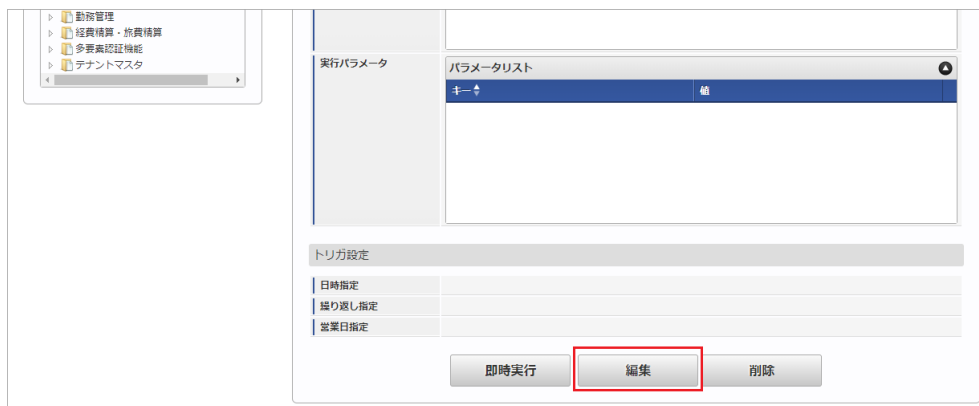 勤務管理
経費精算・旅費精算
多要素認証機能
テナントマスタ
実行パラメータ
パラメータリスト
キー
値
トリガ設定
日時指定
繰り返し指定
営業日指定
即時実行
編集
削除